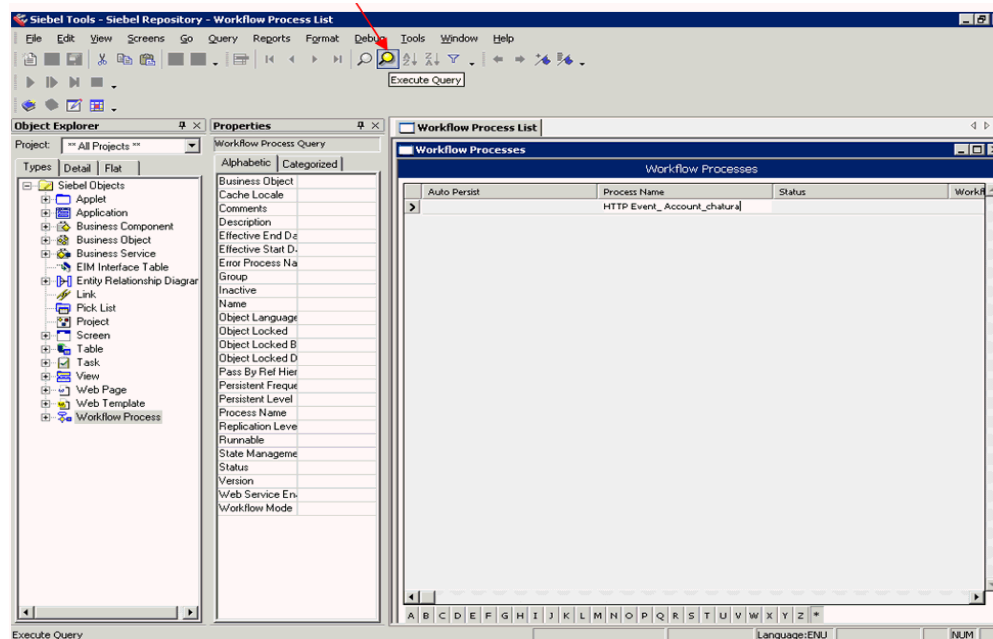 Siebel Tools - Siebel Repository - Workflow Process List
File Edit View Screens Go Query Reports Format Debug Tools Window Help
Execute Query
Object Explorer
Project: ** All Projects **
Types Detail Flat
Siebel Objects
Applet
Application
Business Component
Business Object
Business Service
EIM Interface Table
Entity Relationship Diagrar
Link
Pick List
Project
Screen
Table
Task
View
Web Page
Web Template
Workflow Process
Properties
Workflow Process Query
Alphabetic Categorized
Business Object
Cache Locale
Comments
Description
Effective End Da
Effective Start D
Error Process Na
Group
Inactive
Name
Object Language
Object Locked
Object Locked B
Object Locked D
Pass By Ref Hier
Persistent Freque
Persistent Level
Process Name
Replication Leve
Runnable
State Manageme
Status
Version
Web Service En
Workflow Mode
Workflow Process List
Workflow Processes
Workflow Processes
Auto Persist Process Name Status Workfl
HTTP Event_ Account_chatura
A B C D E F G H I J K L M N O P Q R S T U V W X Y Z *
Execute Query Language:ENU NUM